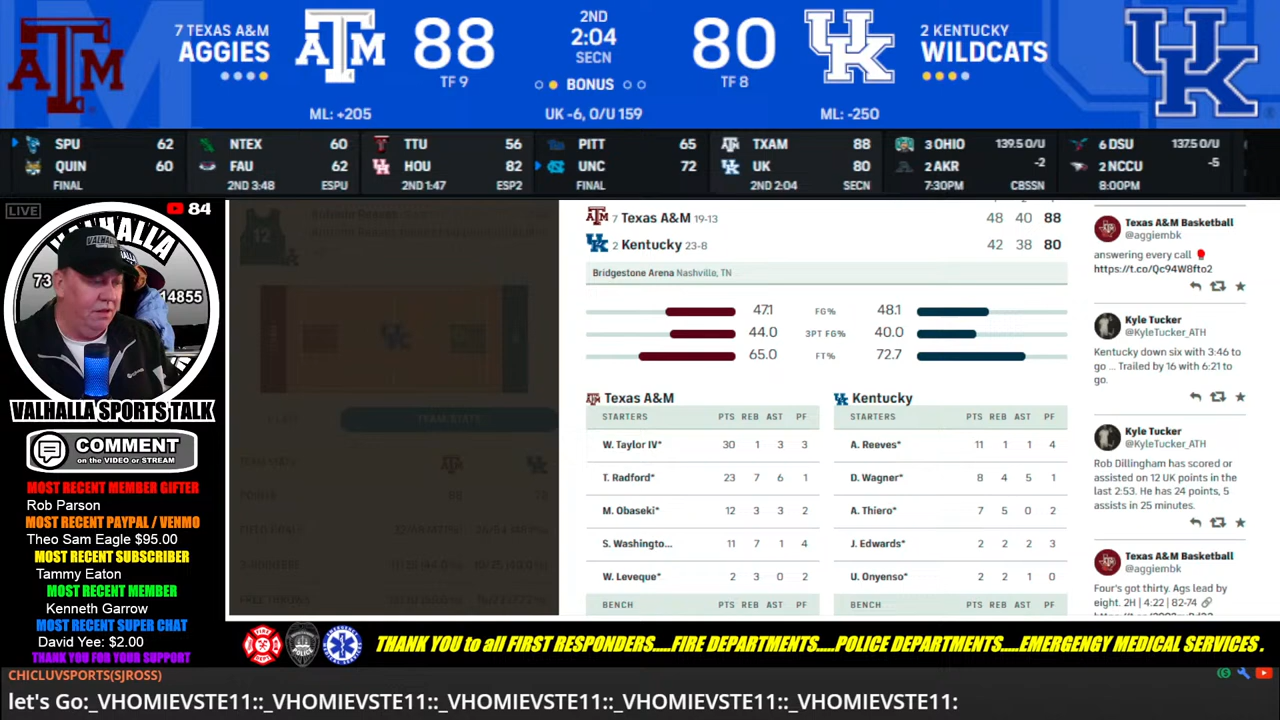 7 TEXAS A&M
AGGIES
ATM
88
TF 9
ML: +205
2ND
2:04
SECN
BONUS
UK -6, O/U 159
80
TF 8
ML: -250
UK
2 KENTUCKY
WILDCATS
SPU 62
QUIN 60
FINAL
NTEX 60
FAU 62
2ND 3:48 ESPU
TTU 56
HOU 82
2ND 1:47 ESP2
PITT 65
UNC 72
FINAL
TXAM 88
UK 80
2ND 2:04 SECN
3 OHIO 139.5 O/U
2 AKR -2
7:30PM CBSSN
6 DSU 137.5 O/U
2 NCCU -5
8:00PM
LIVE
84
VALHALLA
73
14855
VALHALLA SPORTS TALK
COMMENT
on the VIDEO or STREAM
MOST RECENT MEMBER GIFTER
Rob Parson
MOST RECENT PAYPAL / VENMO
Theo Sam Eagle $95.00
MOST RECENT SUBSCRIBER
Tammy Eaton
MOST RECENT MEMBER
Kenneth Garrow
MOST RECENT SUPER CHAT
David Yee: $2.00
THANK YOU FOR YOUR SUPPORT
12
TEAM STATS
POINTS 88
7 Texas A&M 19-13 48 40 88
2 Kentucky 23-8 42 38 80
Bridgestone Arena Nashville, TN
47.1 FG% 48.1
44.0 3PT FG% 40.0
65.0 FT% 72.7
Texas A&M
STARTERS PTS REB AST PF
W. Taylor IV* 30 1 3 3
T. Radford* 23 7 6 1
M. Obaseki* 12 3 3 2
S. Washingto... 11 7 1 4
W. Leveque* 2 3 0 2
BENCH PTS REB AST PF
Kentucky
STARTERS PTS REB AST PF
A. Reeves* 11 1 1 4
D. Wagner* 8 4 5 1
A. Thiero* 7 5 0 2
J. Edwards* 2 2 2 3
U. Onyenso* 2 2 1 0
BENCH PTS REB AST PF
Texas A&M Basketball
@aggiembk
answering every call
https://t.co/Qc94W8fto2
Kyle Tucker
@KyleTucker_ATH
Kentucky down six with 3:46 to
go ... Trailed by 16 with 6:21 to
go.
Kyle Tucker
@KyleTucker_ATH
Rob Dillingham has scored or
assisted on 12 UK points in the
last 2:53. He has 24 points, 5
assists in 25 minutes.
Texas A&M Basketball
@aggiembk
Four's got thirty. Ags lead by
eight. 2H | 4:22 | 82-74
THANK YOU to all FIRST RESPONDERS.....FIRE DEPARTMENTS.....POLICE DEPARTMENTS.....EMERGENCY MEDICAL SERVICES .
CHICLUVSPORTS(SJROSS)
let's Go:_VHOMIEVSTE11::_VHOMIEVSTE11::_VHOMIEVSTE11::_VHOMIEVSTE11::_VHOMIEVSTE11: